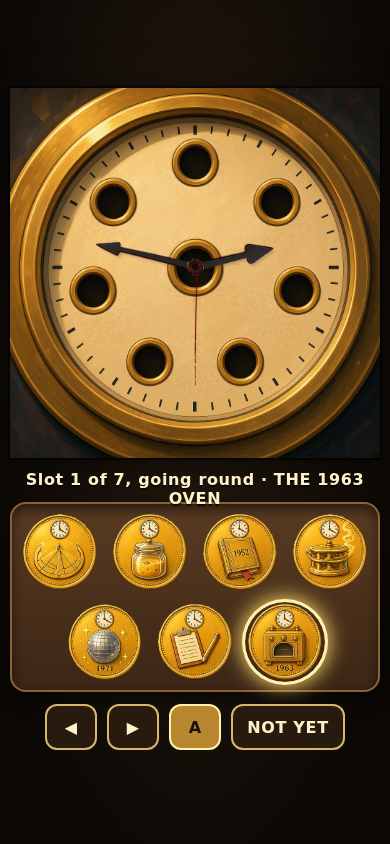 Slot 1 of 7, going round · THE 1963
OVEN
1952
1971
1963
◀
▶
A
NOT YET